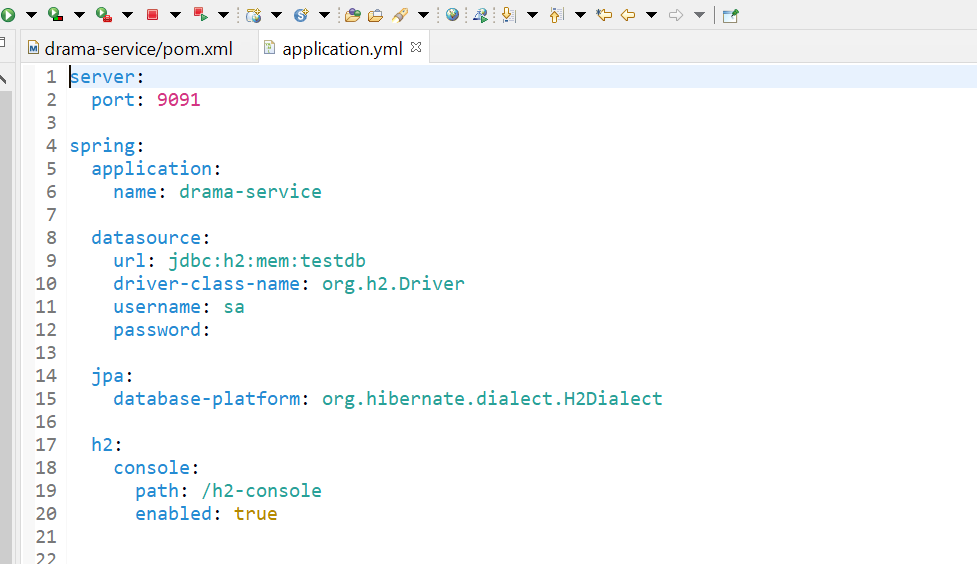 drama-service/pom.xml application.yml
1 server:
2 port: 9091
3
4 spring:
5 application:
6 name: drama-service
7
8 datasource:
9 url: jdbc:h2:mem:testdb
10 driver-class-name: org.h2.Driver
11 username: sa
12 password:
13
14 jpa:
15 database-platform: org.hibernate.dialect.H2Dialect
16
17 h2:
18 console:
19 path: /h2-console
20 enabled: true
21
22